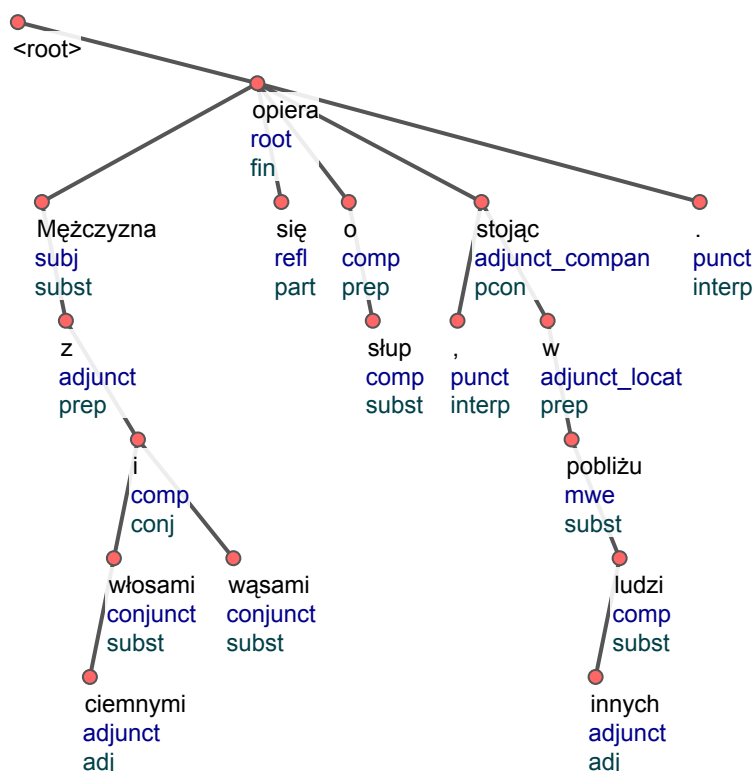 <root>
opiera
root
fin
Mężczyzna
subj
subst
się
refl
part
o
comp
prep
stojąc
adjunct_compan
pcon
.
punct
interp
z
adjunct
prep
słup
comp
subst
,
punct
interp
w
adjunct_locat
prep
i
comp
conj
pobliżu
mwe
subst
włosami
conjunct
subst
wąsami
conjunct
subst
ludzi
comp
subst
ciemnymi
adjunct
adj
innych
adjunct
adj